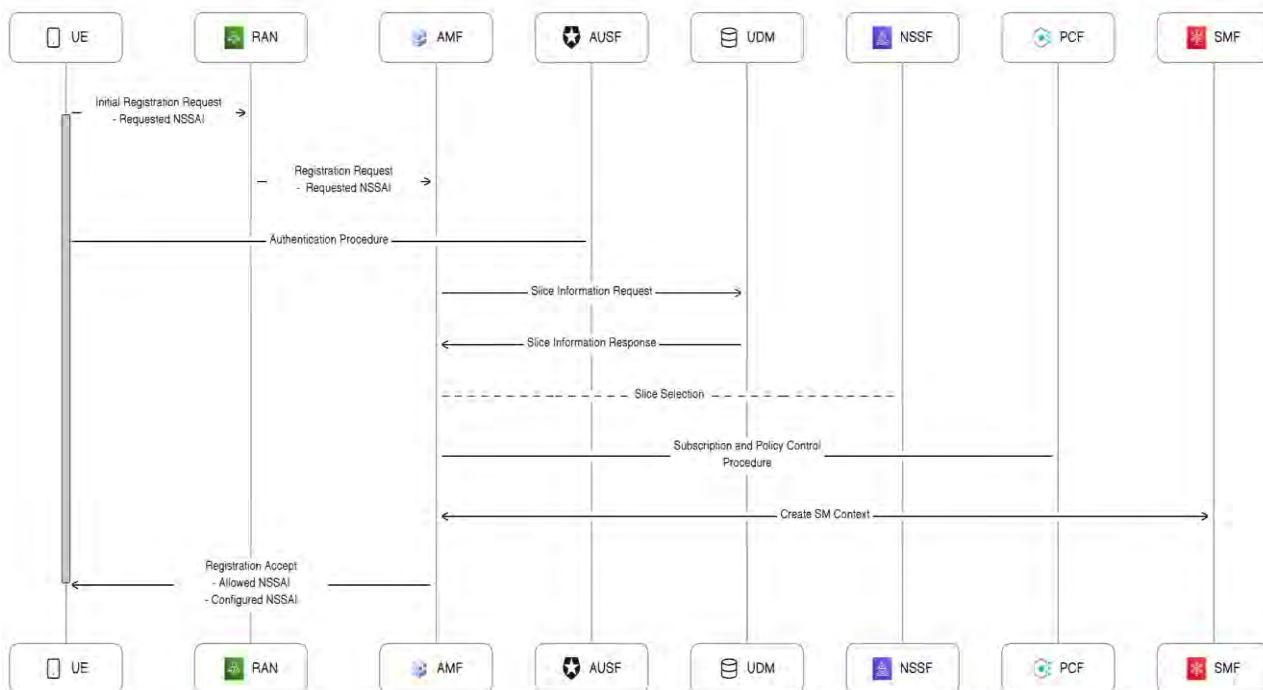 UE
RAN
AMF
AUSF
UDM
NSSF
PCF
SMF
Initial Registration Request
- Requested NSSAI
Registration Request
- Requested NSSAI
Authentication Procedure
Slice Information Request
Slice Information Response
Slice Selection
Subscription and Policy Control
Procedure
Create SM Context
Registration Accept
- Allowed NSSAI
- Configured NSSAI
UE
RAN
AMF
AUSF
UDM
NSSF
PCF
SMF